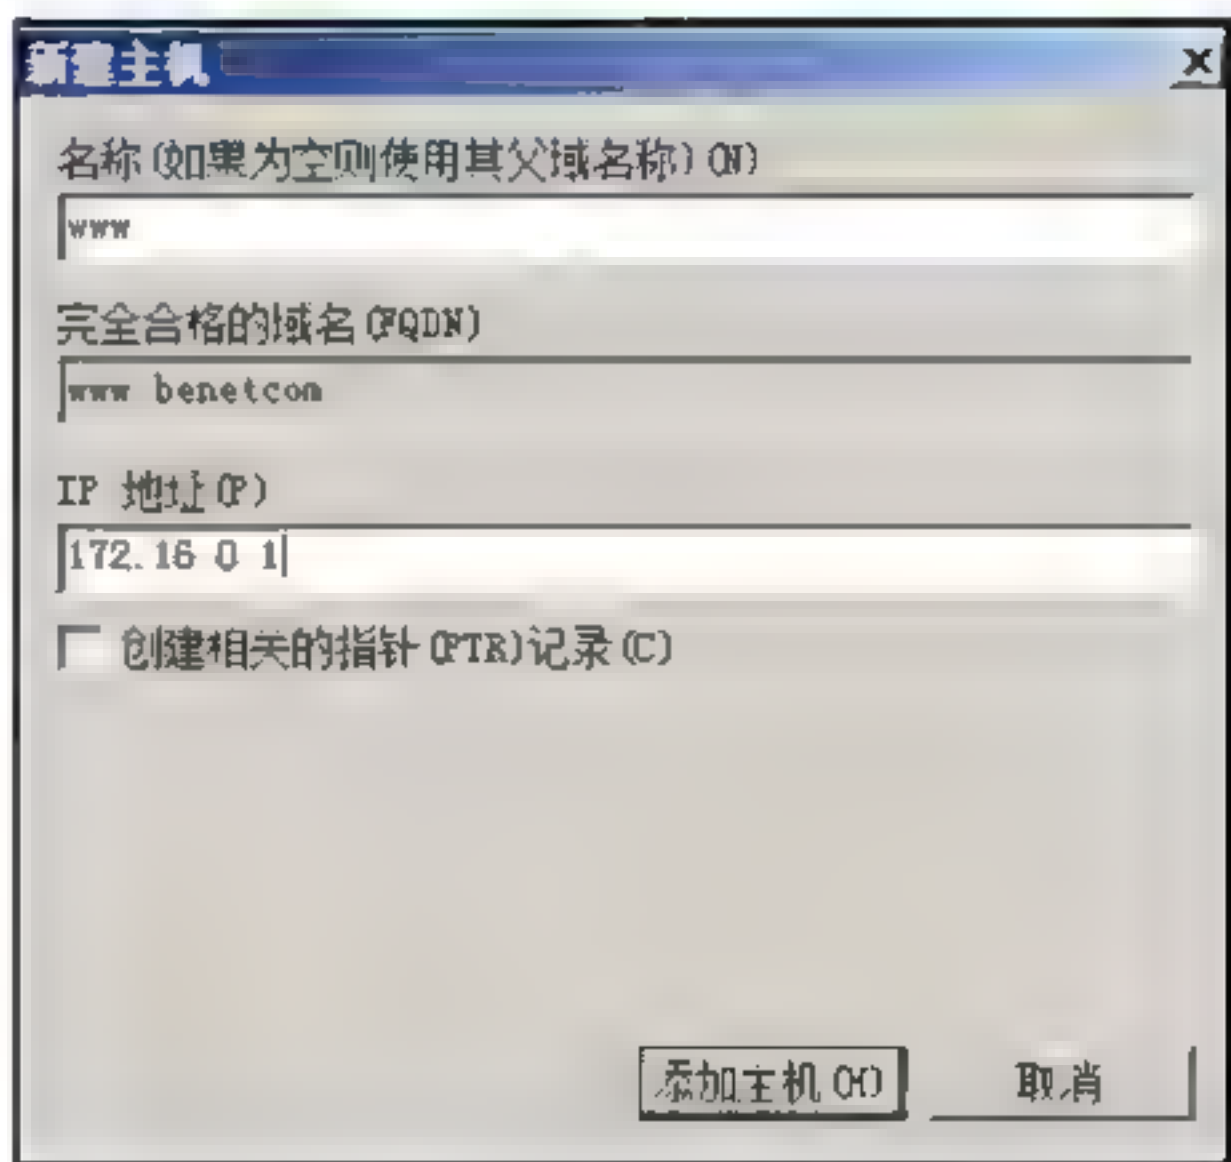 新建主机
名称(如果为空则使用其父域名称)(N)
www
完全合格的域名(FQDN)
www benetcom
IP 地址(P)
172.16 0 1
创建相关的指针(PTR)记录(C)
添加主机(H)
取消